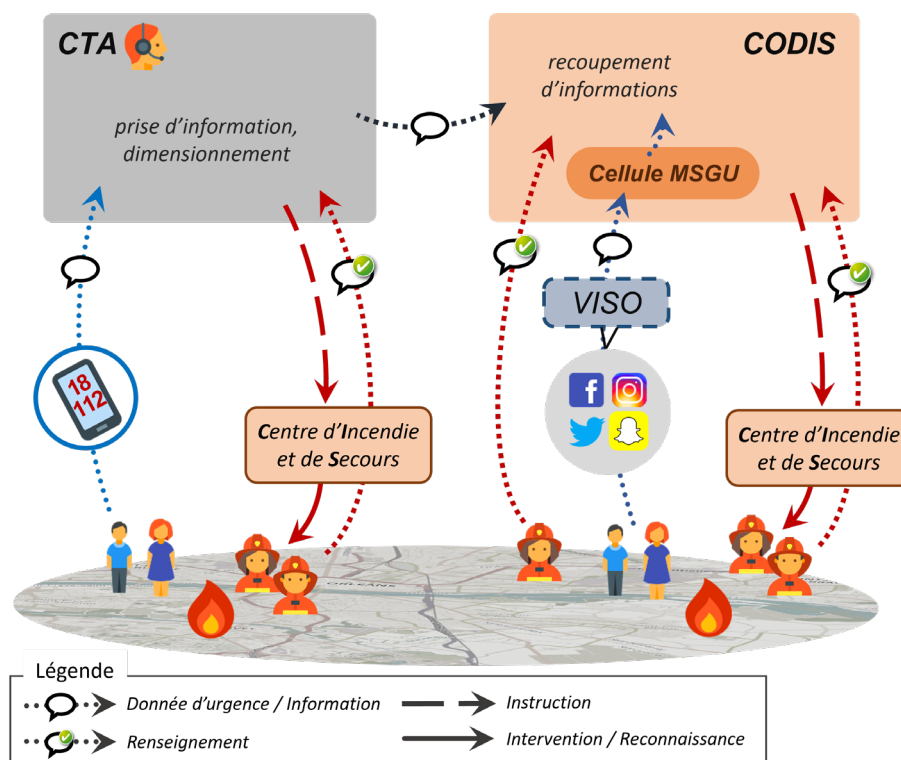 CTA
prise d'information,
dimensionnement
CODIS
recoupement
d'informations
Cellule MSGU
VISO
18
112
Centre d'Incendie
et de Secours
Centre d'Incendie
et de Secours
ORLÉANS
Légende
Donnée d'urgence / Information
Instruction
Renseignement
Intervention / Reconnaissance